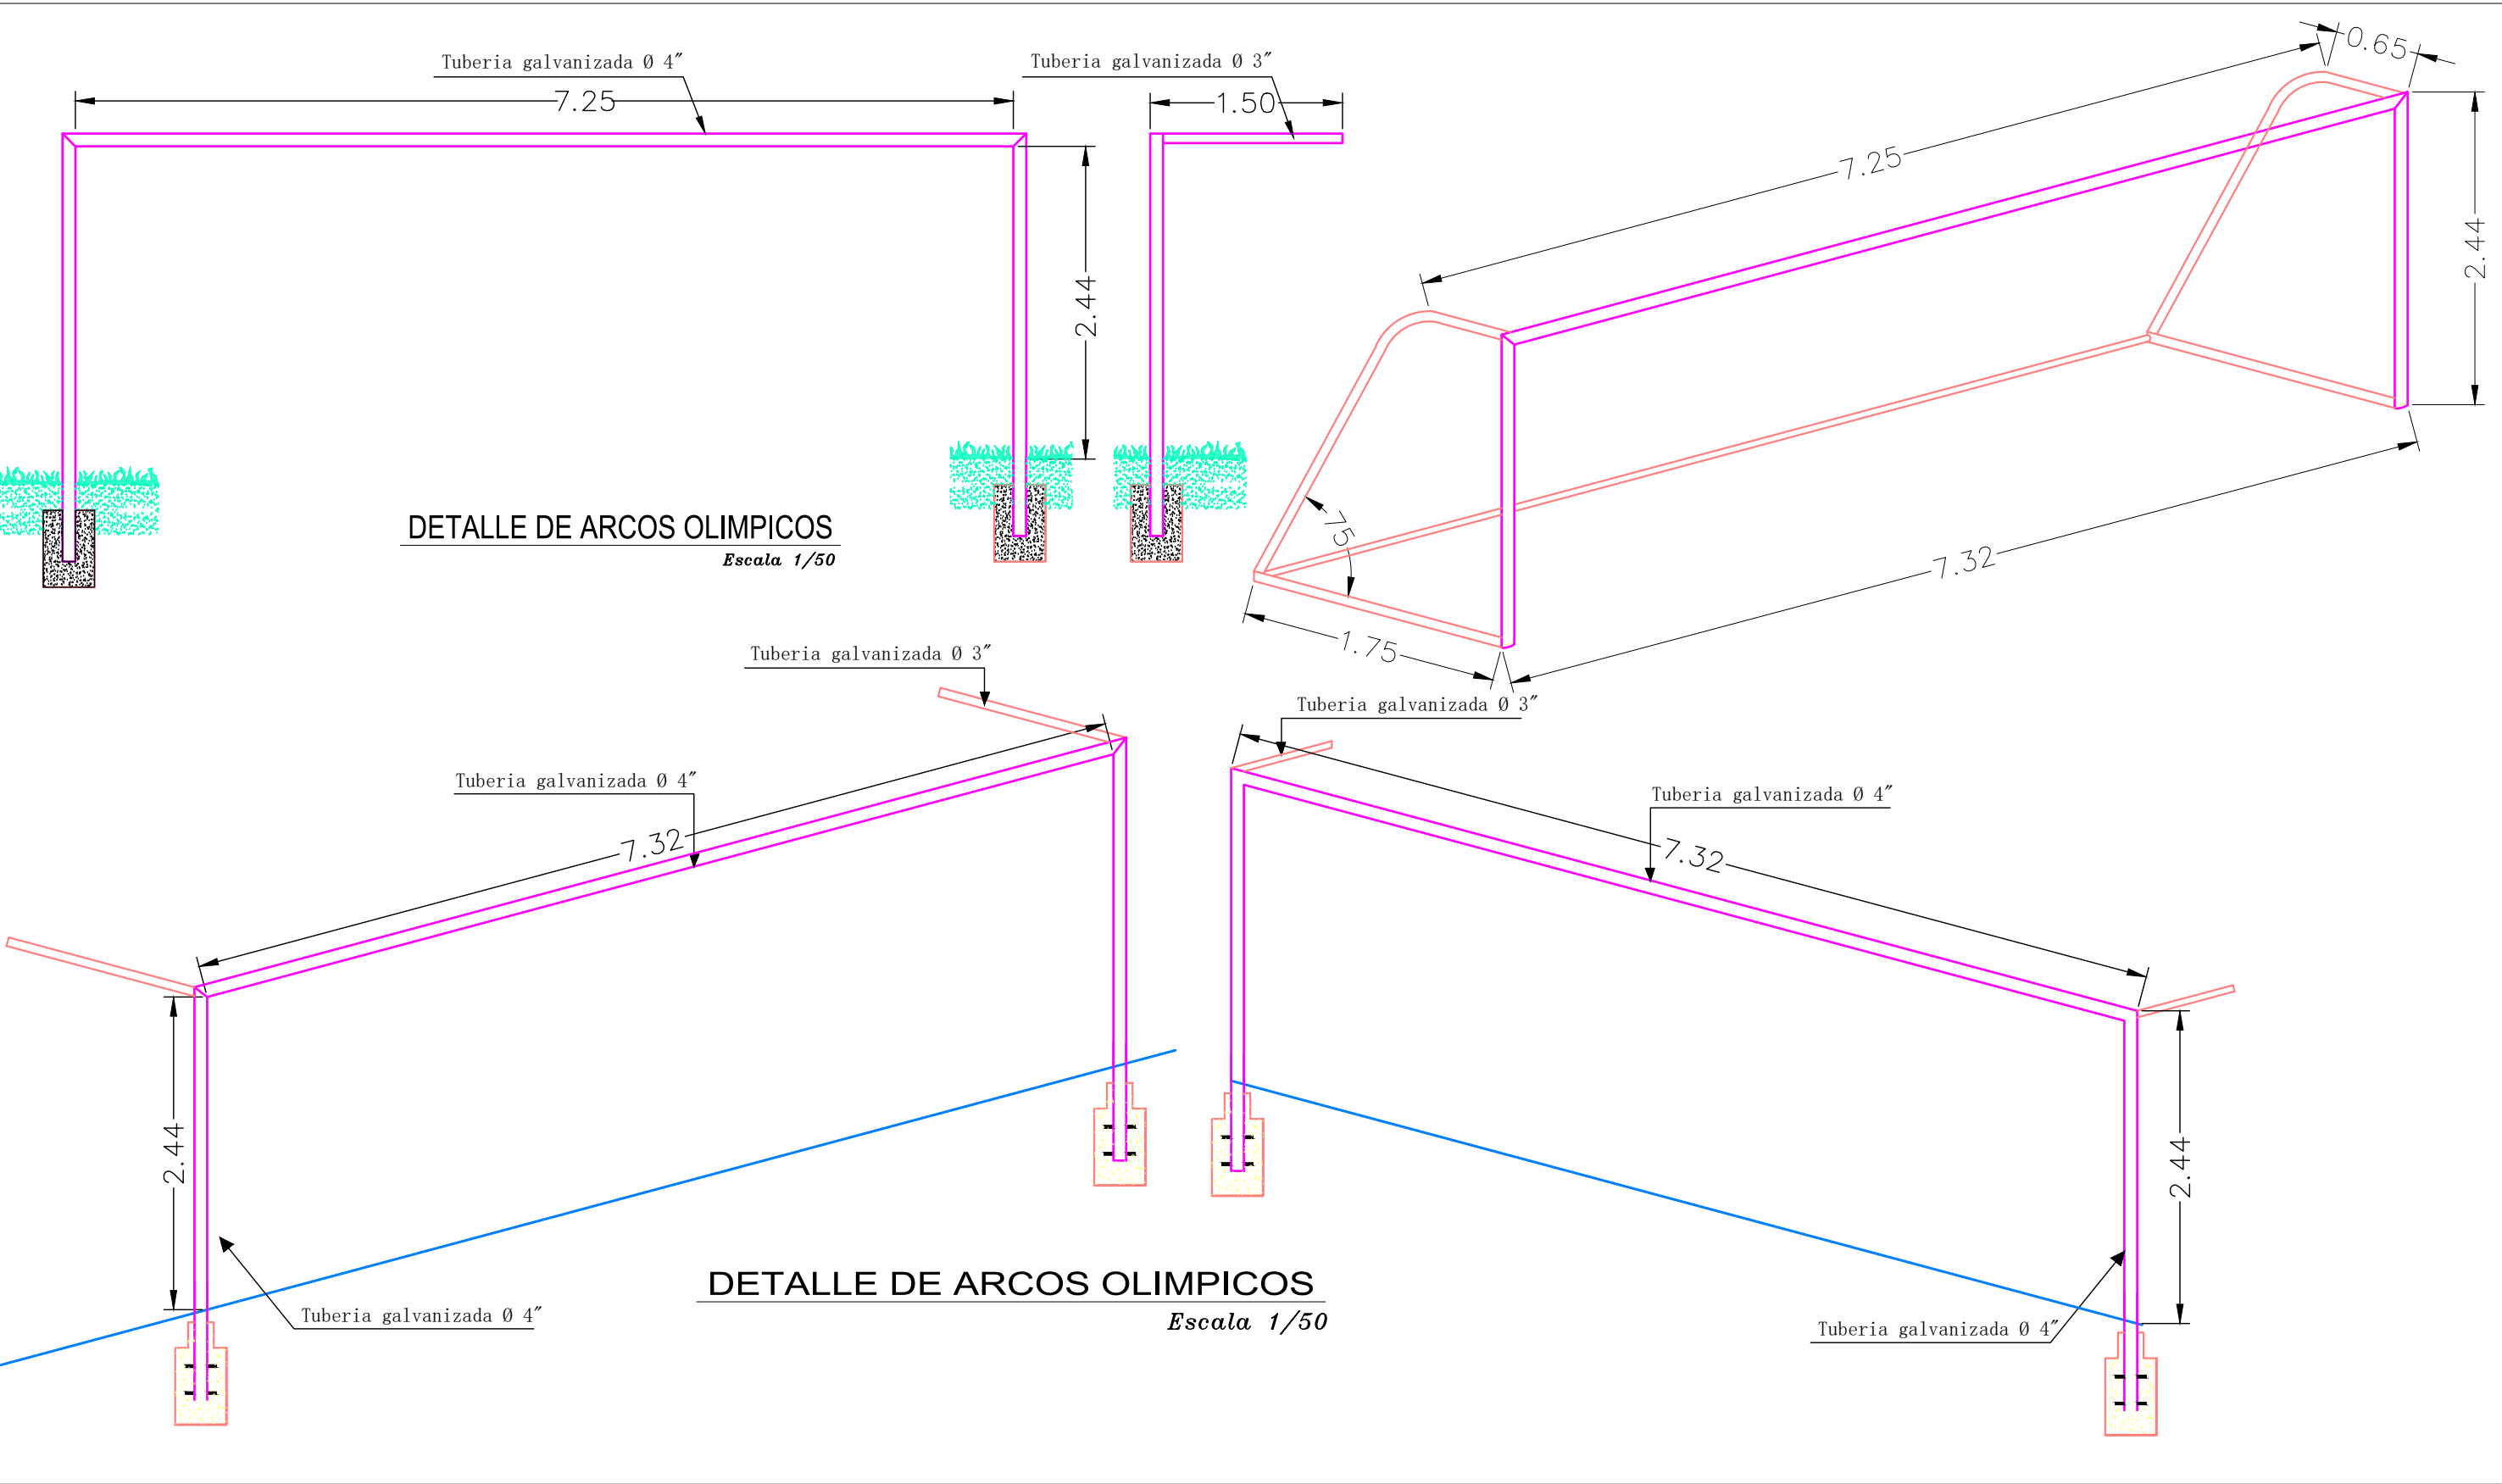 Tuberia galvanizada Ø 4"
Tuberia galvanizada Ø 3"
0.65
7.25
1.50
7.25
2.44
2.44
DETALLE DE ARCOS OLIMPICOS
Escala 1/50
75
7.32
1.75
Tuberia galvanizada Ø 3"
Tuberia galvanizada Ø 3"
Tuberia galvanizada Ø 4"
Tuberia galvanizada Ø 4"
7.32
7.32
2.44
2.44
DETALLE DE ARCOS OLIMPICOS
Escala 1/50
Tuberia galvanizada Ø 4"
Tuberia galvanizada Ø 4"